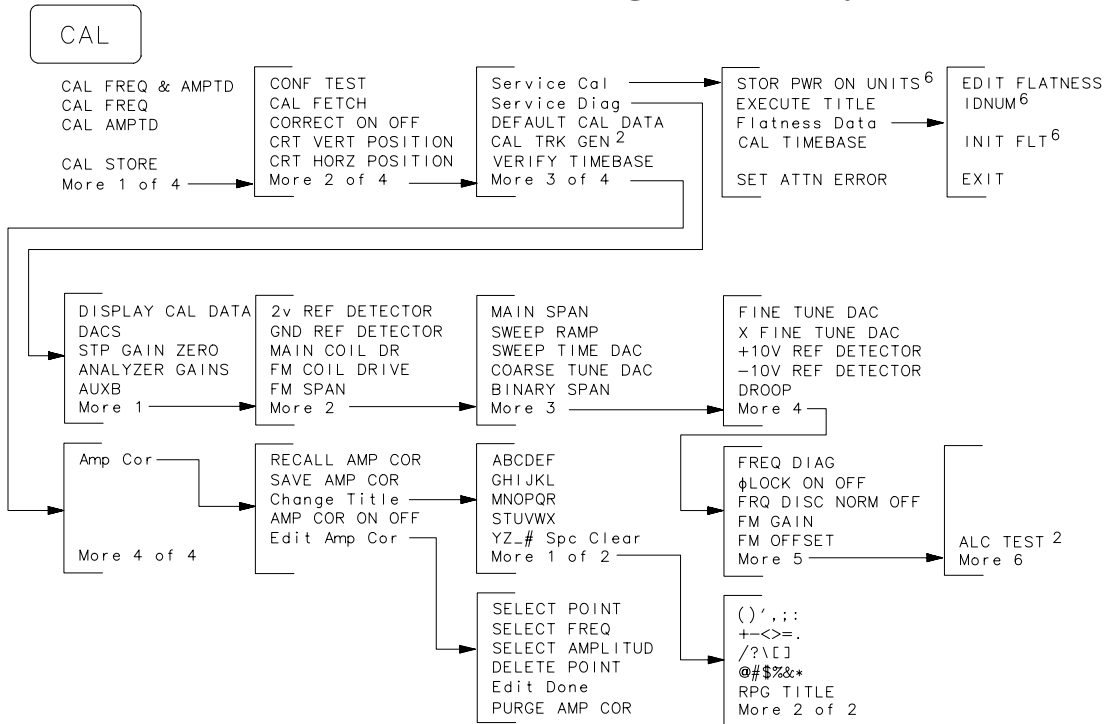 CAL
CAL FREQ & AMPTD
CAL FREQ
CAL AMPTD
CAL STORE
More 1 of 4
CONF TEST
CAL FETCH
CORRECT ON OFF
CRT VERT POSITION
CRT HORZ POSITION
More 2 of 4
Service Cal
Service Diag
DEFAULT CAL DATA
CAL TRK GEN 2
VERIFY TIMEBASE
More 3 of 4
STOR PWR ON UNITS 6
EXECUTE TITLE
Flatness Data
CAL TIMEBASE
SET ATTN ERROR
EDIT FLATNESS
IDNUM 6
INIT FLT 6
EXIT
DISPLAY CAL DATA
DACS
STP GAIN ZERO
ANALYZER GAINS
AUXB
More 1
2v REF DETECTOR
GND REF DETECTOR
MAIN COIL DR
FM COIL DRIVE
FM SPAN
More 2
MAIN SPAN
SWEEP RAMP
SWEEP TIME DAC
COARSE TUNE DAC
BINARY SPAN
More 3
FINE TUNE DAC
X FINE TUNE DAC
+10V REF DETECTOR
-10V REF DETECTOR
DROOP
More 4
Amp Cor
More 4 of 4
RECALL AMP COR
SAVE AMP COR
Change Title
AMP COR ON OFF
Edit Amp Cor
ABCDEF
GHIJKL
MNOPQR
STUVWX
YZ_# Spc Clear
More 1 of 2
FREQ DIAG
ϕLOCK ON OFF
FRQ DISC NORM OFF
FM GAIN
FM OFFSET
More 5
ALC TEST 2
More 6
SELECT POINT
SELECT FREQ
SELECT AMPLITUD
DELETE POINT
Edit Done
PURGE AMP COR
()′,;:
+-<>=.
/?\[]
@#$%&*
RPG TITLE
More 2 of 2